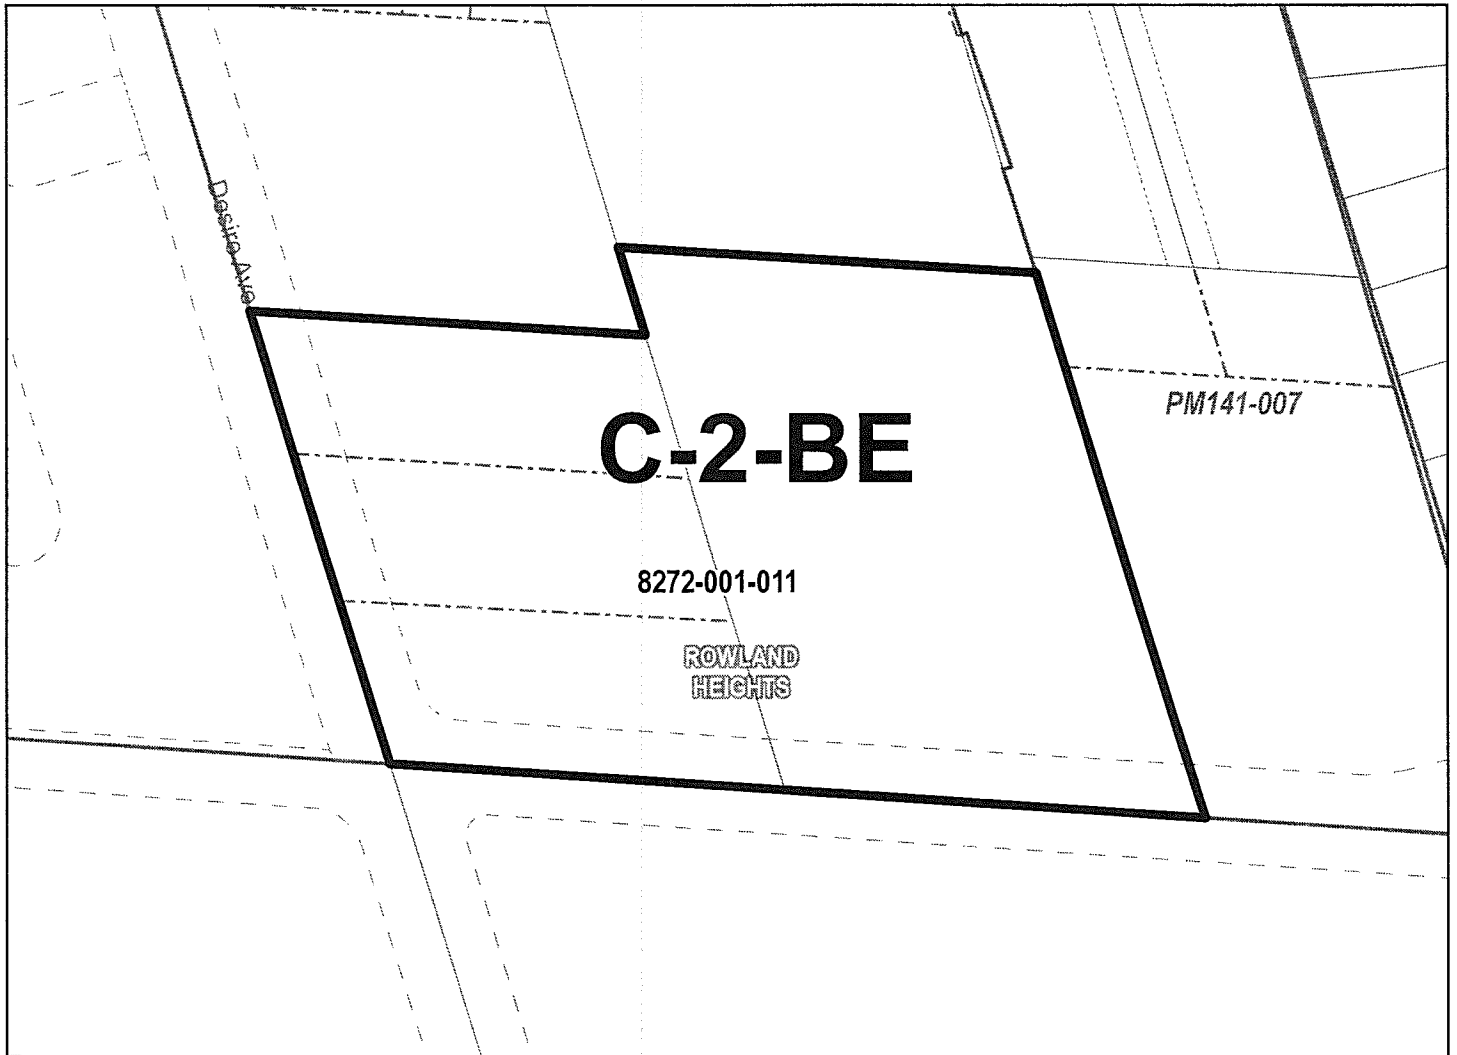 Desire Ave
C-2-BE
PM141-007
8272-001-011
ROWLAND
HEIGHTS